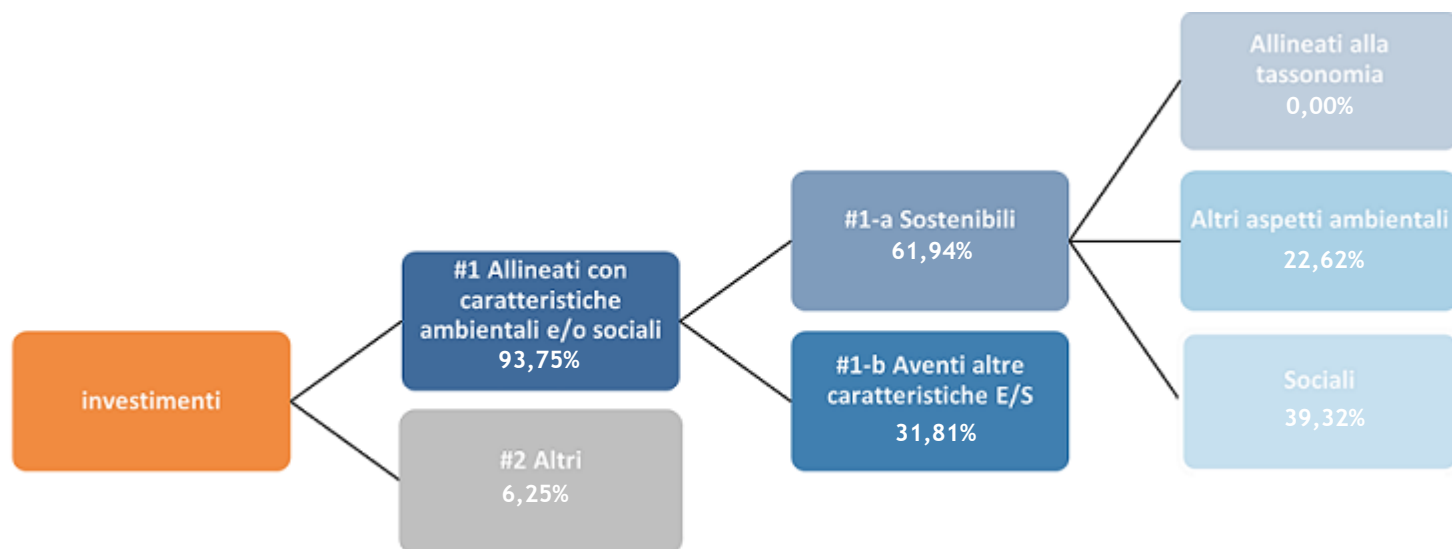 investimenti
#1 Allineati con
caratteristiche
ambientali e/o sociali
93,75%
#2 Altri
6,25%
#1-a Sostenibili
61,94%
#1-b Aventi altre
caratteristiche E/S
31,81%
Allineati alla
tassonomia
0,00%
Altri aspetti ambientali
22,62%
Sociali
39,32%